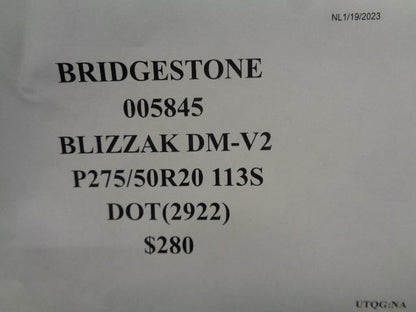 NL1/19/2023
BRIDGESTONE
005845
BLIZZAK DM-V2
P275/50R20 113S
DOT(2922)
$280
UTQG:NA